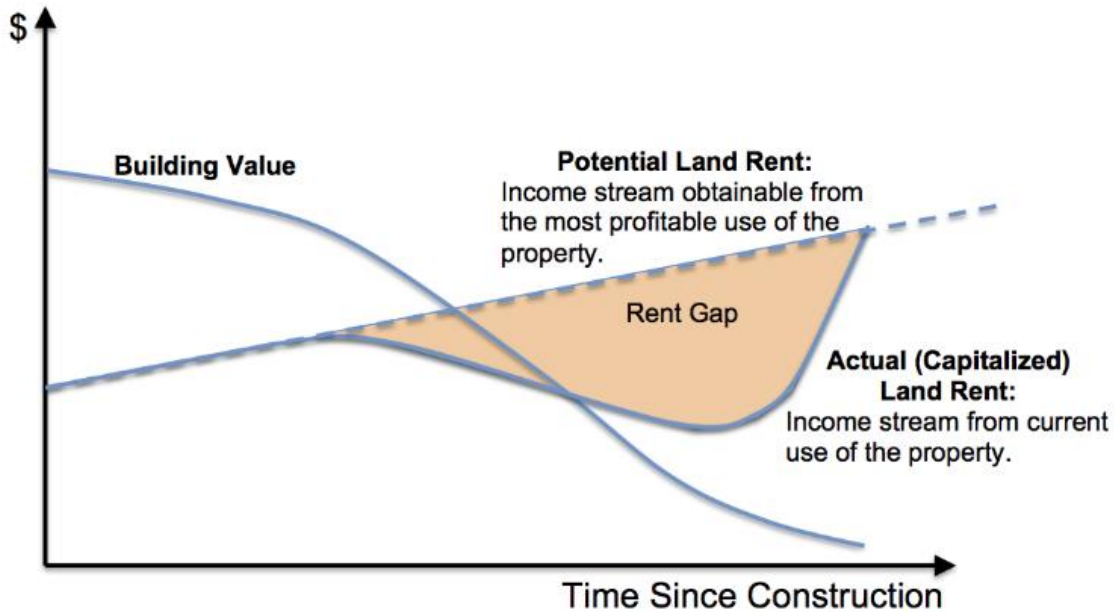 $
Building Value
Potential Land Rent:
Income stream obtainable from
the most profitable use of the
property.
Rent Gap
Actual (Capitalized)
Land Rent:
Income stream from current
use of the property.
Time Since Construction